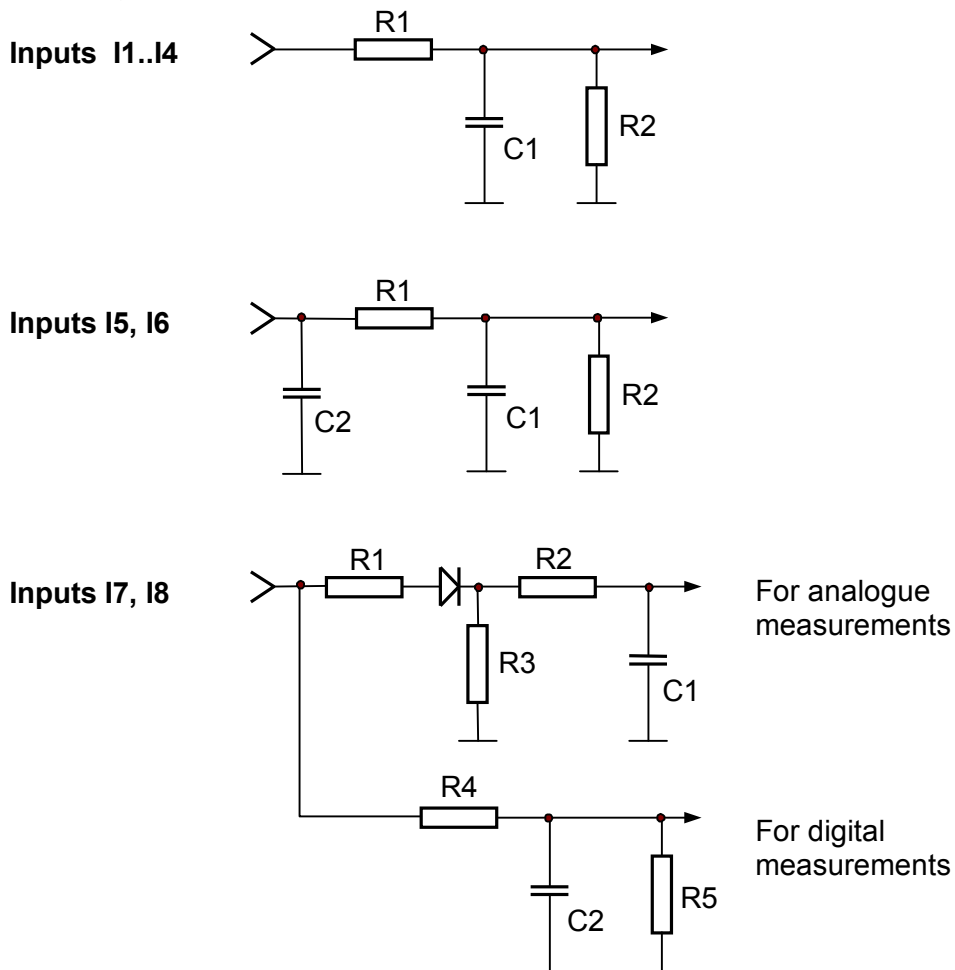 R1
Inputs I1..I4
C1
R2
R1
Inputs I5, I6
C2
C1
R2
R1
R2
Inputs I7, I8
For analogue
measurements
R3
C1
R4
For digital
measurements
C2
R5